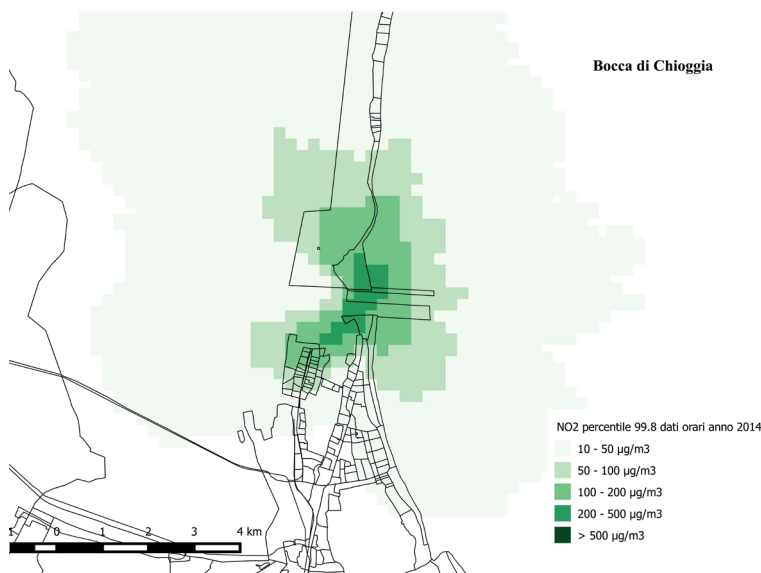 Bocca di Chioggia
NO2 percentile 99.8 dati orari anno 2014
10 - 50 µg/m3
50 - 100 µg/m3
100 - 200 µg/m3
200 - 500 µg/m3
> 500 µg/m3
1 0 1 2 3 4 km